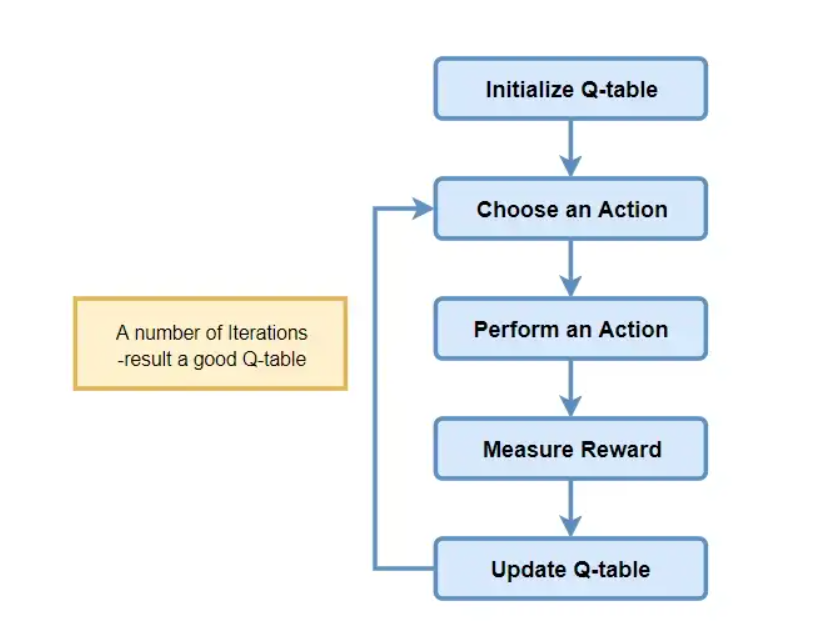 Initialize Q-table
Choose an Action
A number of Iterations
-result a good Q-table
Perform an Action
Measure Reward
Update Q-table